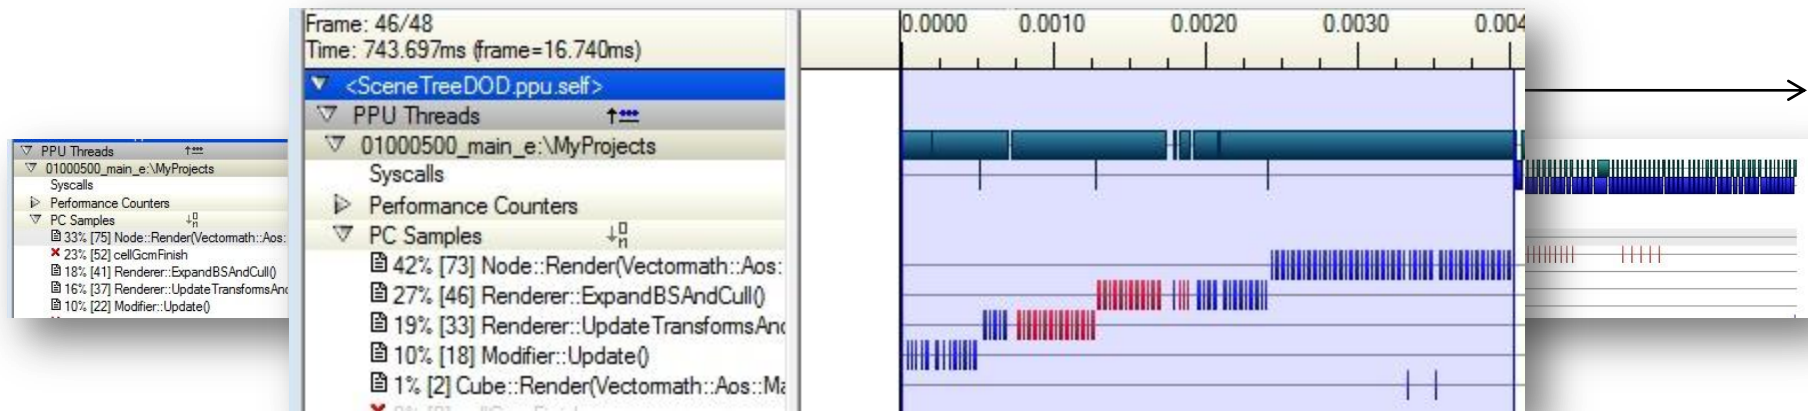 PPU Threads
01000500_main_e:\MyProjects
Syscalls
Performance Counters
PC Samples
33% [75] Node::Render(Vectormath::Aos:
23% [52] cellGcmFinish
18% [41] Renderer::ExpandBSAndCull()
16% [37] Renderer::UpdateTransformsAnd
10% [22] Modifier::Update()
Frame: 46/48
Time: 743.697ms (frame=16.740ms)
0.0000 0.0010 0.0020 0.0030 0.004
<SceneTreeDOD.ppu.self>
PPU Threads
01000500_main_e:\MyProjects
Syscalls
Performance Counters
PC Samples
42% [73] Node::Render(Vectormath::Aos:
27% [46] Renderer::ExpandBSAndCull()
19% [33] Renderer::UpdateTransformsAnd
10% [18] Modifier::Update()
1% [2] Cube::Render(Vectormath::Aos::Ma